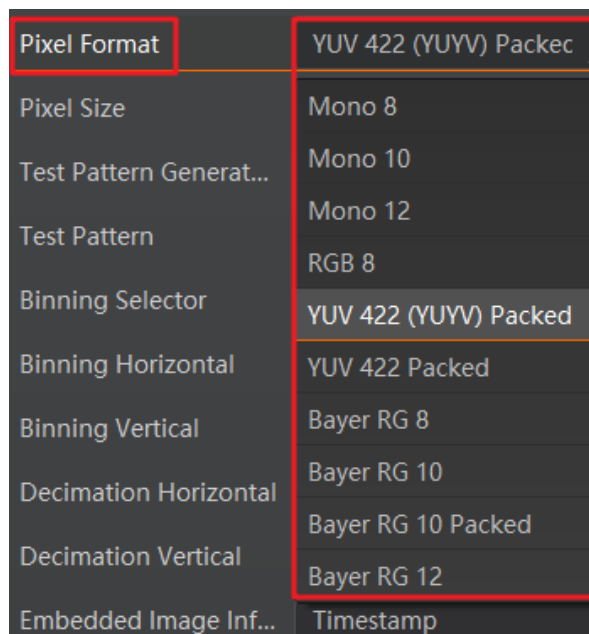 Pixel Format
YUV 422 (YUYV) Packec
Pixel Size
Test Pattern Generat...
Test Pattern
Binning Selector
Binning Horizontal
Binning Vertical
Decimation Horizontal
Decimation Vertical
Embedded Image Inf...
Mono 8
Mono 10
Mono 12
RGB 8
YUV 422 (YUYV) Packed
YUV 422 Packed
Bayer RG 8
Bayer RG 10
Bayer RG 10 Packed
Bayer RG 12
Timestamp